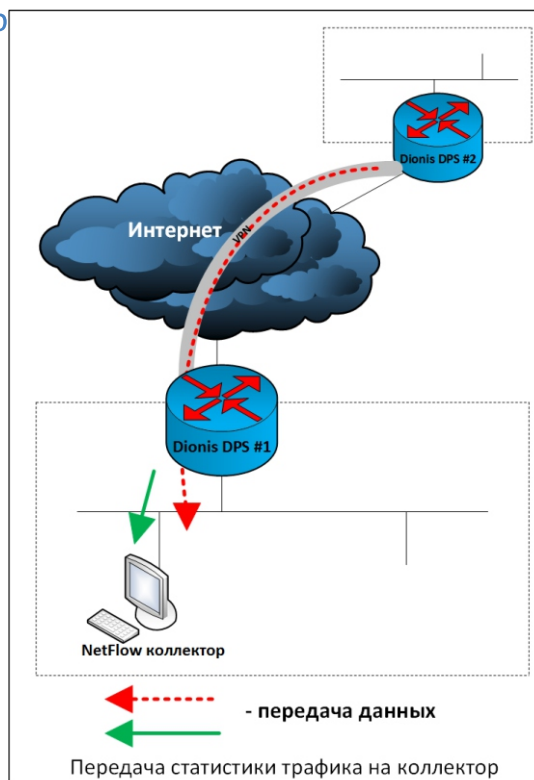 Dionis DPS #2
Интернет
VPN
Dionis DPS #1
NetFlow коллектор
- передача данных
Передача статистики трафика на коллектор